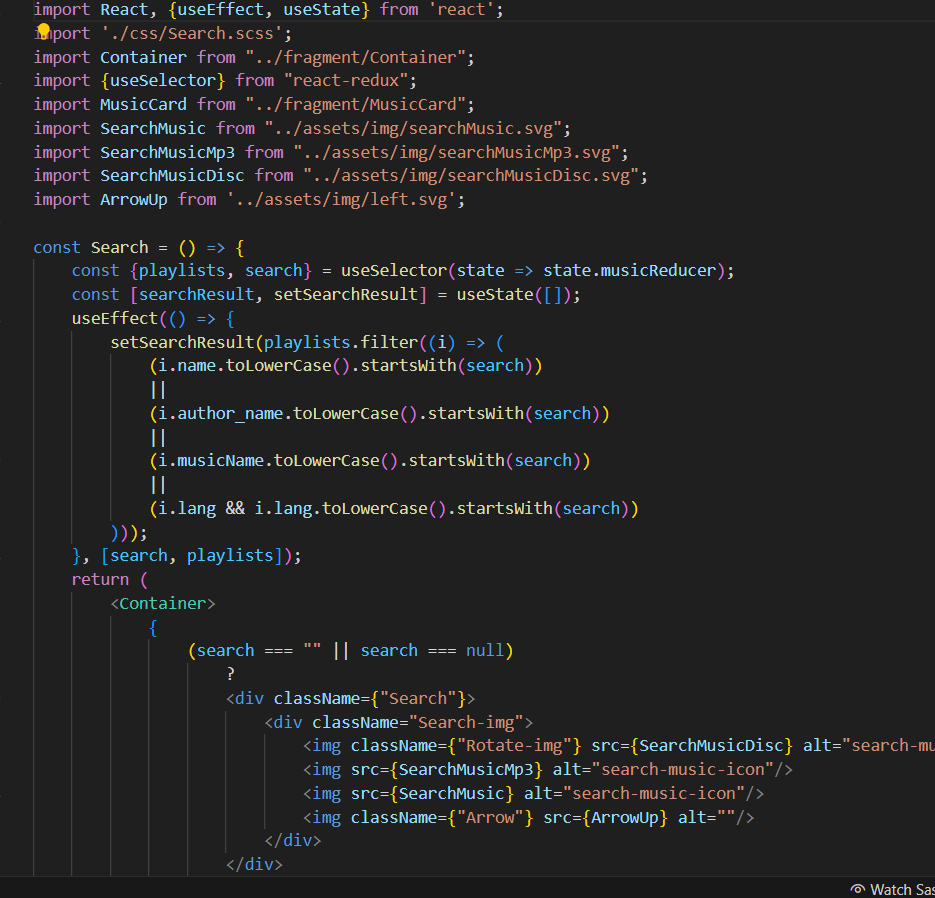 import React, {useEffect, useState} from 'react';
import './css/Search.scss';
import Container from "../fragment/Container";
import {useSelector} from "react-redux";
import MusicCard from "../fragment/MusicCard";
import SearchMusic from "../assets/img/searchMusic.svg";
import SearchMusicMp3 from "../assets/img/searchMusicMp3.svg";
import SearchMusicDisc from "../assets/img/searchMusicDisc.svg";
import ArrowUp from '../assets/img/left.svg';
const Search = () => {
const {playlists, search} = useSelector(state => state.musicReducer);
const [searchResult, setSearchResult] = useState([]);
useEffect(() => {
setSearchResult(playlists.filter((i) => (
(i.name.toLowerCase().startsWith(search))
||
(i.author_name.toLowerCase().startsWith(search))
||
(i.musicName.toLowerCase().startsWith(search))
||
(i.lang && i.lang.toLowerCase().startsWith(search))
)));
}, [search, playlists]);
return (
<Container>
{
(search === "" || search === null)
?
<div className={"Search"}>
<div className="Search-img">
<img className={"Rotate-img"} src={SearchMusicDisc} alt="search-mu
<img src={SearchMusicMp3} alt="search-music-icon"/>
<img src={SearchMusic} alt="search-music-icon"/>
<img className={"Arrow"} src={ArrowUp} alt=""/>
</div>
</div>
Watch Sas